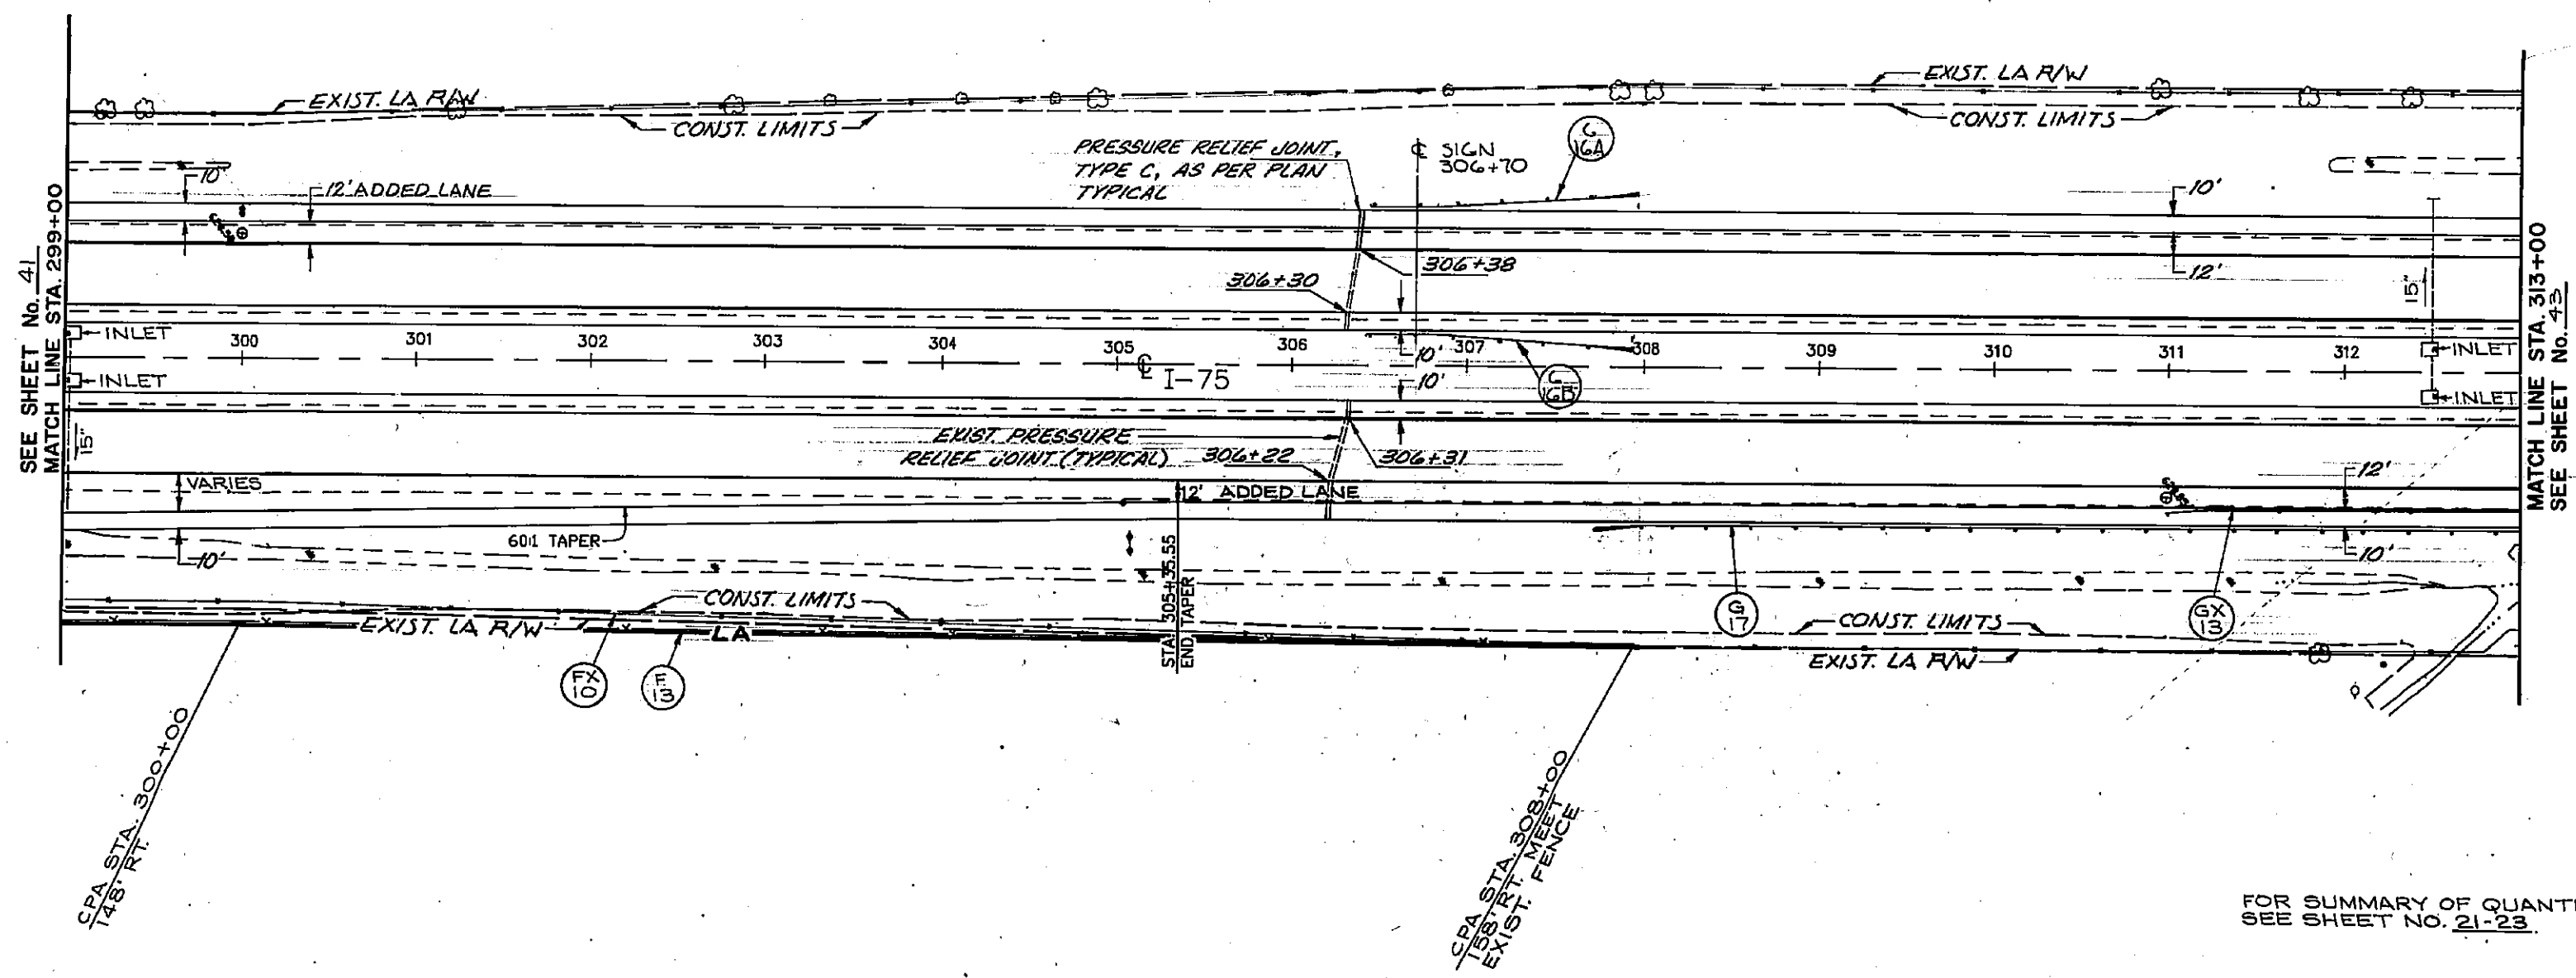 EXIST. LA R/W
EXIST. LA R/W
CONST. LIMITS
CONST. LIMITS
PRESSURE RELIEF JOINT,
TYPE C, AS PER PLAN
TYPICAL
℄ SIGN
306+70
G
16A
10'
12' ADDED LANE
10'
12'
SEE SHEET No. 41
MATCH LINE STA. 299+00
MATCH LINE STA. 313+00
SEE SHEET No. 43
306+38
306+30
15"
INLET
INLET
300 301 302 303 304 305 306 307 308 309 310 311 312
℄ I-75
10'
10'
G
16B
INLET
INLET
15"
EXIST. PRESSURE
RELIEF JOINT (TYPICAL)
306+22
306+31
VARIES
12' ADDED LANE
12'
60:1 TAPER
10'
10'
STA. 305+35.55
END TAPER
CONST. LIMITS
EXIST. LA R/W
LA
G
17
GX
13
CONST. LIMITS
EXIST. LA R/W
FX
10
F
13
CPA STA. 300+00
148' RT.
CPA STA. 308+00
158' RT. MEET
EXIST. FENCE
FOR SUMMARY OF QUANTI
SEE SHEET NO. 21-23.